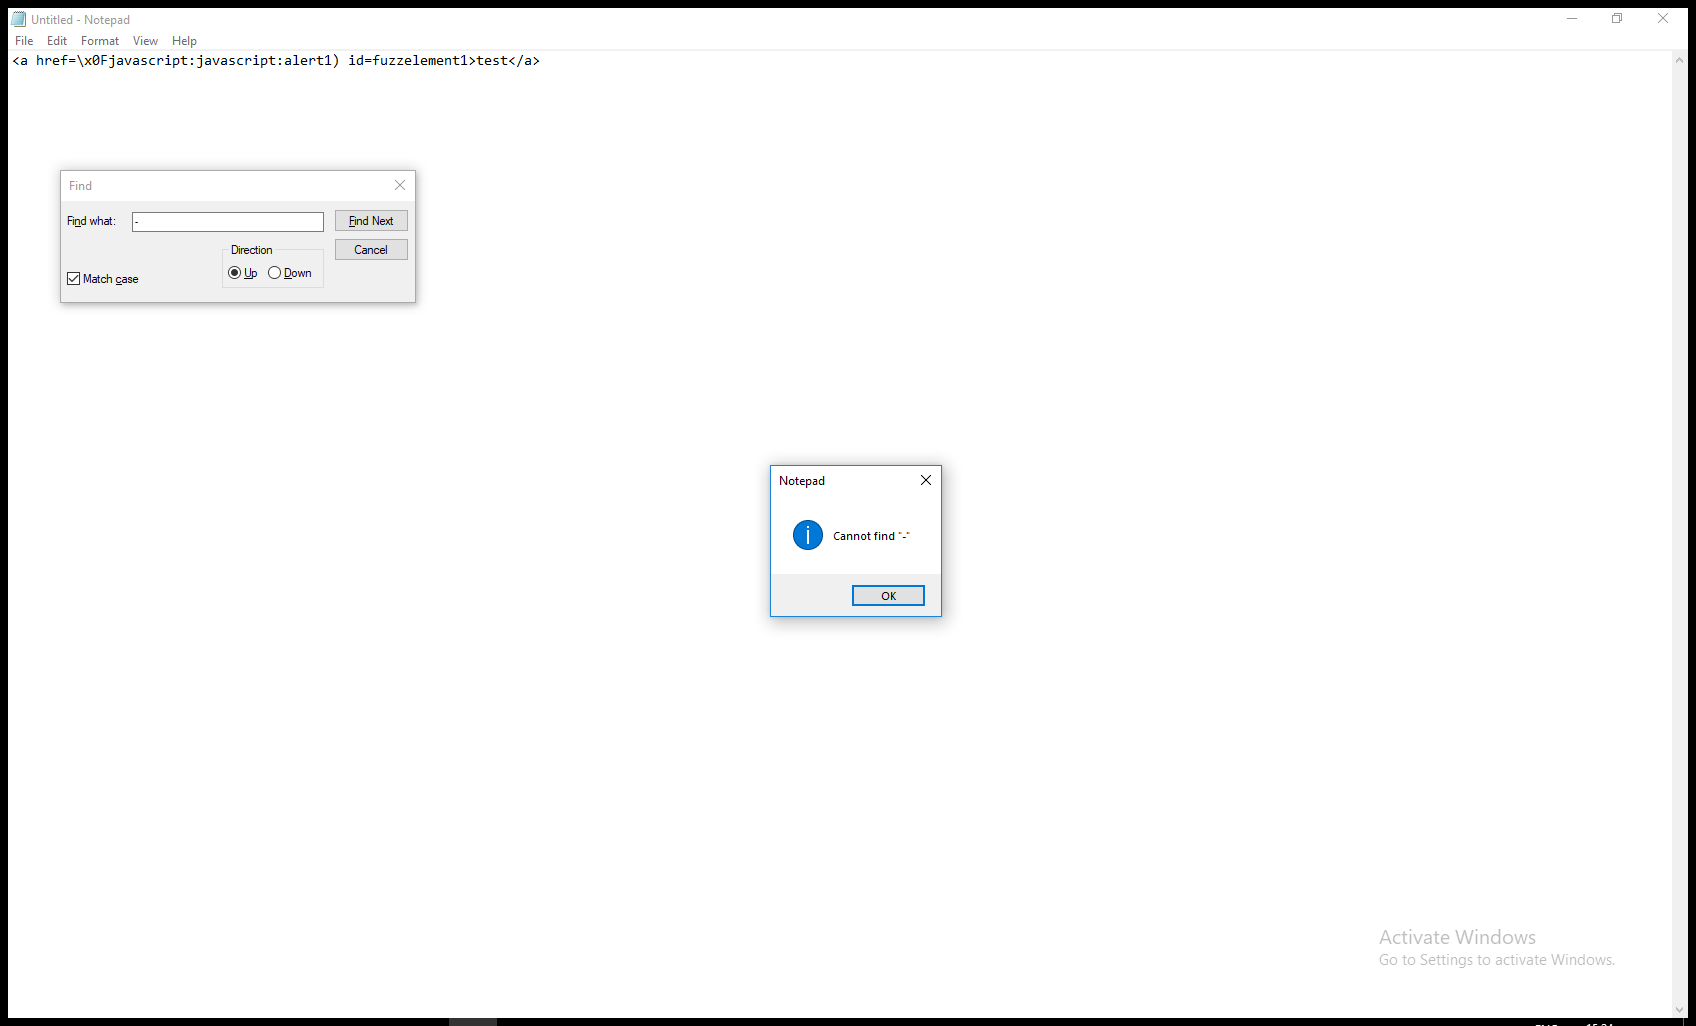 Untitled - Notepad
File Edit Format View Help
<a href=\x0Fjavascript:javascript:alert1) id=fuzzelement1>test</a>
Find
Find what: - Find Next
Direction Cancel
Up Down
Match case
Notepad
Cannot find "-"
OK
Activate Windows
Go to Settings to activate Windows.